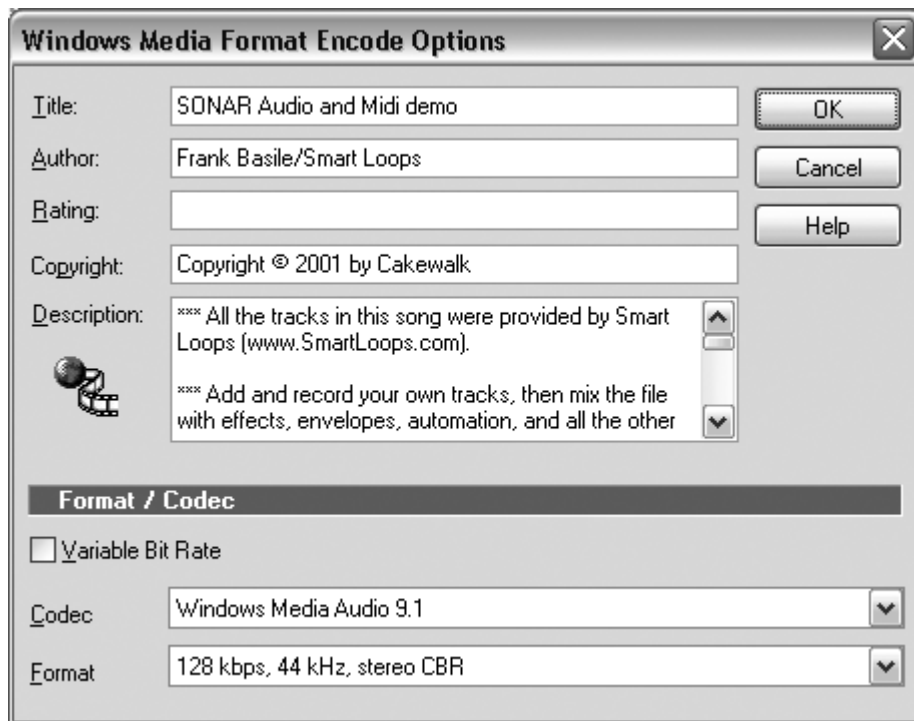 Windows Media Format Encode Options
Title: SONAR Audio and Midi demo
OK
Author: Frank Basile/Smart Loops
Cancel
Rating:
Help
Copyright: Copyright © 2001 by Cakewalk
Description: *** All the tracks in this song were provided by Smart
Loops (www.SmartLoops.com).
*** Add and record your own tracks, then mix the file
with effects, envelopes, automation, and all the other
Format / Codec
Variable Bit Rate
Codec Windows Media Audio 9.1
Format 128 kbps, 44 kHz, stereo CBR